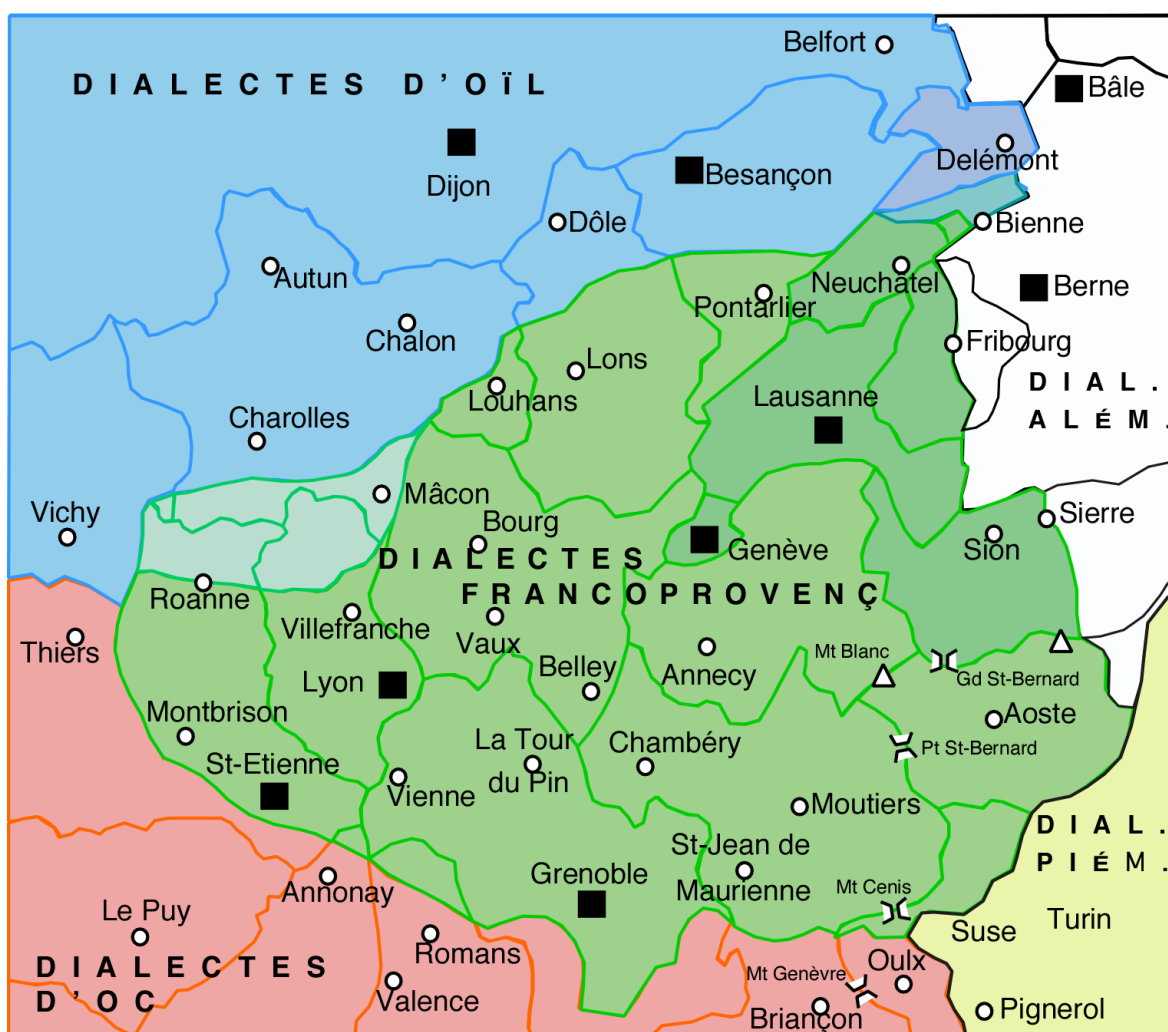 Belfort
DIALECTES D'OÏL
Bâle
Dijon
Besançon
Delémont
Dôle
Bienne
Autun
Neuchâtel
Berne
Pontarlier
Chalon
Fribourg
Lons
Louhans
Lausanne
DIAL.
ALÉM.
Charolles
Mâcon
Vichy
Bourg
Sierre
Genève
Sion
DIALECTES
FRANCOPROVENÇ
Roanne
Villefranche
Vaux
Thiers
Belley
Annecy
Mt Blanc
Gd St-Bernard
Lyon
Montbrison
Aoste
La Tour
du Pin
Chambéry
Pt St-Bernard
St-Etienne
Vienne
Moutiers
DIAL.
PIÉM.
St-Jean de
Maurienne
Grenoble
Mt Cenis
Annonay
Le Puy
Suse
Turin
Romans
DIALECTES
D'OC
Mt Genèvre
Oulx
Valence
Briançon
Pignerol